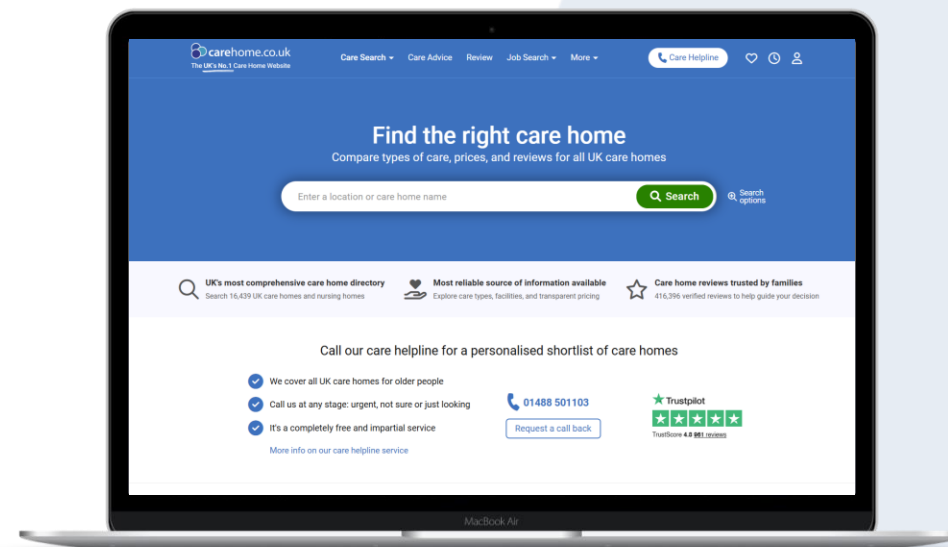 carehome.co.uk
The UK's No.1 Care Home Website
Care Search
Care Advice
Review
Job Search
More
Care Helpline
Find the right care home
Compare types of care, prices, and reviews for all UK care homes
Enter a location or care home name
Search
Search
options
UK's most comprehensive care home directory
Search 16,439 UK care homes and nursing homes
Most reliable source of information available
Explore care types, facilities, and transparent pricing
Care home reviews trusted by families
416,396 verified reviews to help guide your decision
Call our care helpline for a personalised shortlist of care homes
We cover all UK care homes for older people
Call us at any stage: urgent, not sure or just looking
It's a completely free and impartial service
More info on our care helpline service
01488 501103
Request a call back
Trustpilot
TrustScore 4.8 961 reviews
MacBook Air